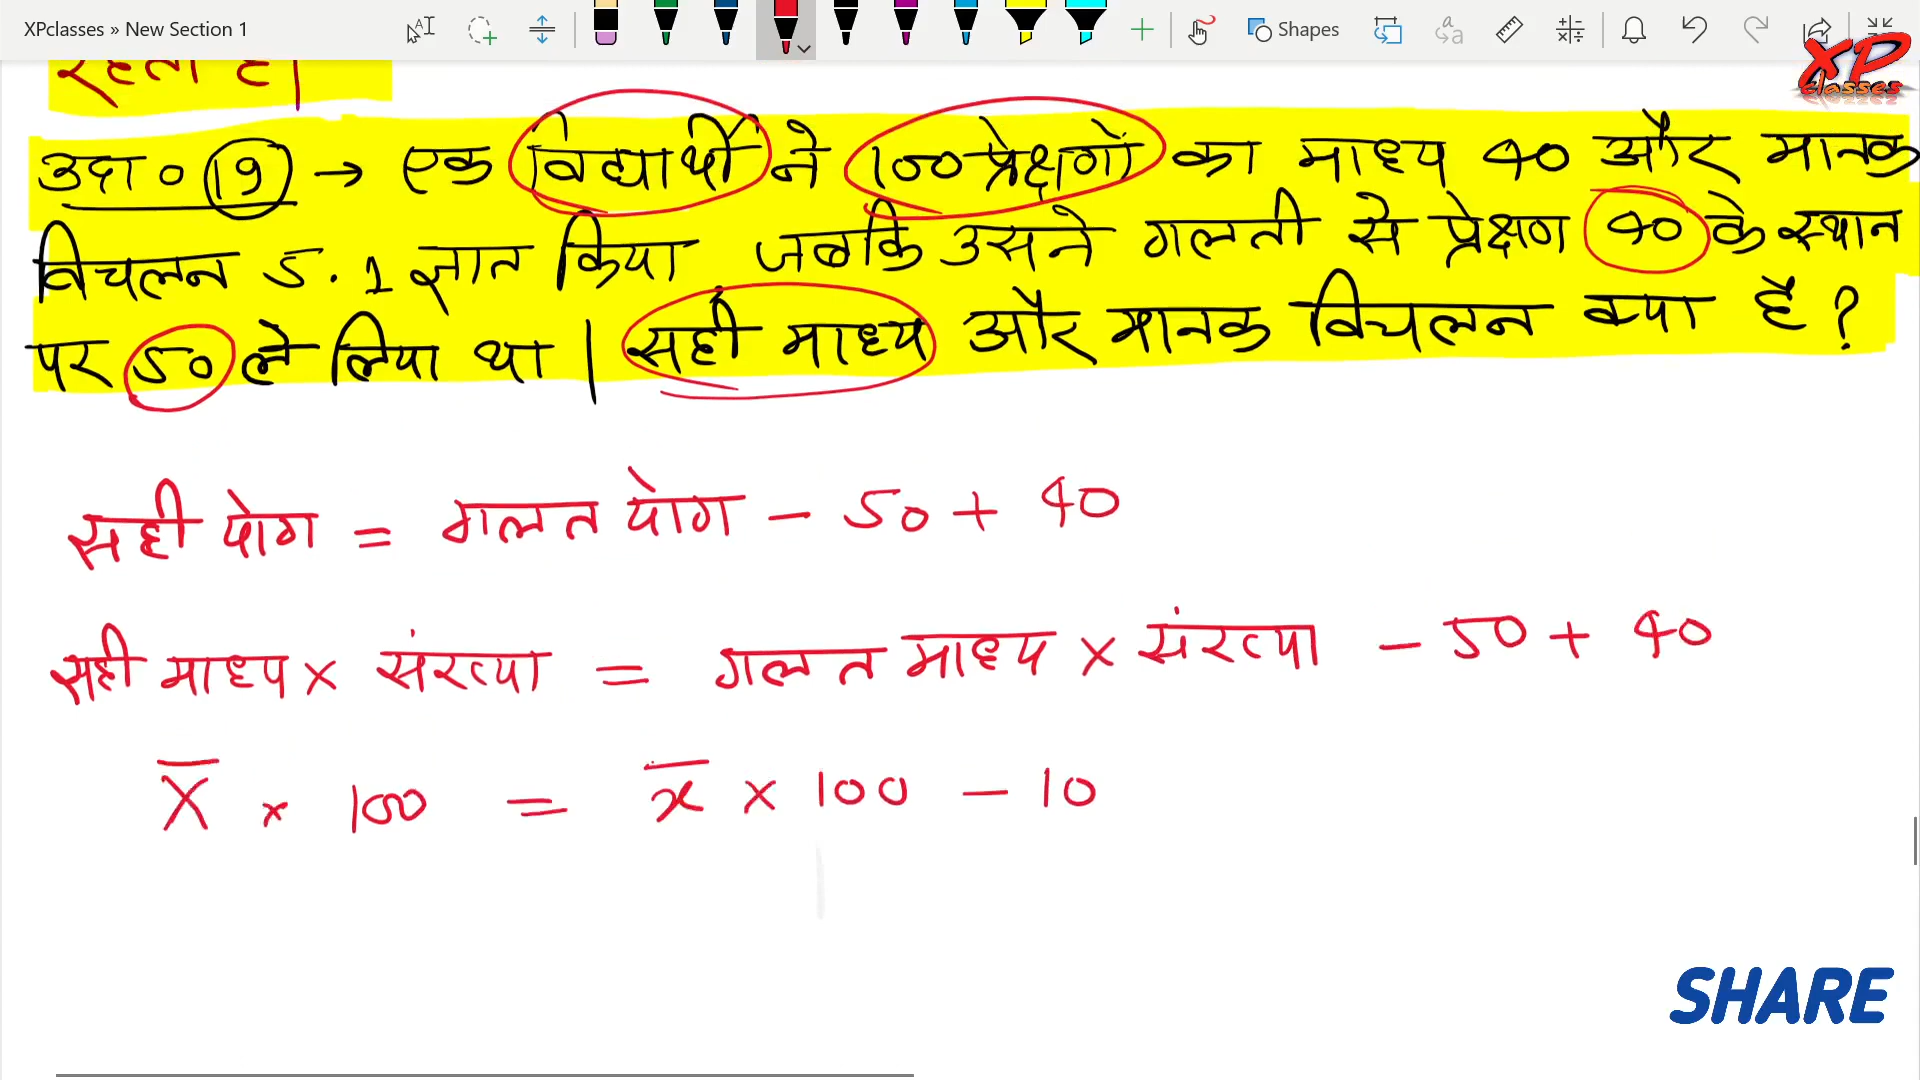 XPclasses » New Section 1
Shapes
XP classes
रहता है।
उदा० 19 → एक विद्यार्थी ने 100 प्रेक्षणों का माध्य 40 और मानक
विचलन 5.1 ज्ञात किया जबकि उसने गलती से प्रेक्षण 40 के स्थान
पर 50 ले लिया था | सही माध्य और मानक विचलन क्या है ?
सही योग = गलत योग - 50 + 40
सही माध्य × संख्या = गलत माध्य × संख्या - 50 + 40
X̅ × 100 = x̅ × 100 - 10
SHARE